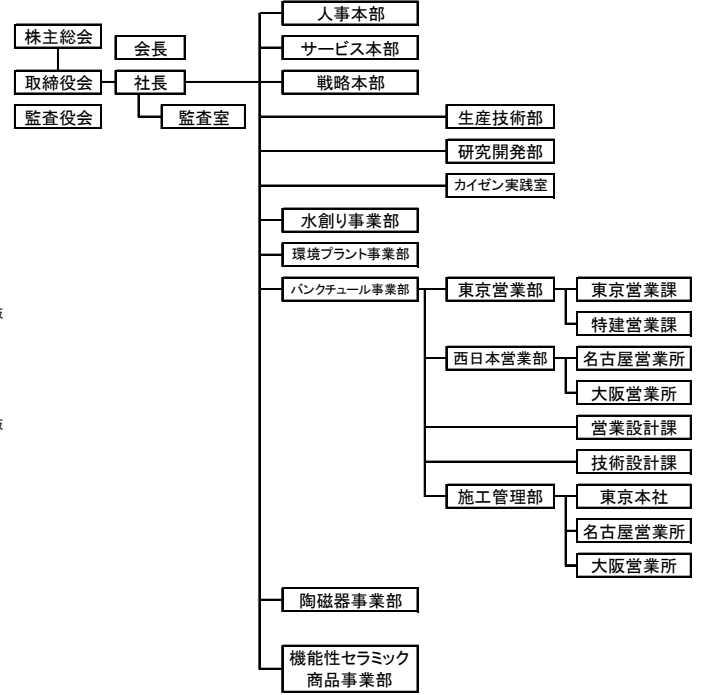 株主総会
取締役会
監査役会
会長
社長
監査室
人事本部
サービス本部
戦略本部
生産技術部
研究開発部
カイゼン実践室
水創り事業部
環境プラント事業部
バンクチュール事業部
東京営業部
東京営業課
特建営業課
西日本営業部
名古屋営業所
大阪営業所
営業設計課
技術設計課
施工管理部
東京本社
名古屋営業所
大阪営業所
陶磁器事業部
機能性セラミック
商品事業部